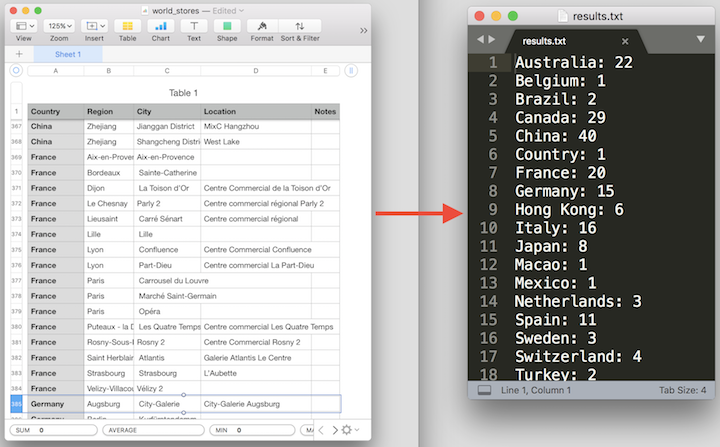 world_stores — Edited
125%
View Zoom Insert Table Chart Text Shape Format Sort & Filter
Sheet 1
A B C D E
Table 1
1 Country Region City Location Notes
367 China Zhejiang Jianggan District MixC Hangzhou
368 China Zhejiang Shangcheng Distri West Lake
369 France Aix-en-Proven Aix-en-Provence
370 France Bordeaux Sainte-Catherine
371 France Dijon La Toison d'Or Centre Commercial de la Toison d'Or
372 France Le Chesnay Parly 2 Centre commercial régional Parly 2
373 France Lieusaint Carré Sénart Centre commercial régional
374 France Lille Lille
375 France Lyon Confluence Centre Commercial Confluence
376 France Lyon Part-Dieu Centre commercial La Part-Dieu
377 France Paris Carrousel du Louvre
378 France Paris Marché Saint-Germain
379 France Paris Opéra
380 France Puteaux - la D Les Quatre Temps Centre commercial Les Quatre Temps
381 France Rosny-Sous-B Rosny 2 Centre Commercial Rosny 2
382 France Saint Herblain Atlantis Galerie Atlantis Le Centre
383 France Strasbourg Strasbourg L'Aubette
384 France Velizy-Villacou Vélizy 2
385 Germany Augsburg City-Galerie City-Galerie Augsburg
Germany Berlin Kurfürstendamm
SUM 0 AVERAGE MIN 0 MA
results.txt
results.txt
1 Australia: 22
2 Belgium: 1
3 Brazil: 2
4 Canada: 29
5 China: 40
6 Country: 1
7 France: 20
8 Germany: 15
9 Hong Kong: 6
10 Italy: 16
11 Japan: 8
12 Macao: 1
13 Mexico: 1
14 Netherlands: 3
15 Spain: 11
16 Sweden: 3
17 Switzerland: 4
18 Turkey: 2
Line 1, Column 1 Tab Size: 4